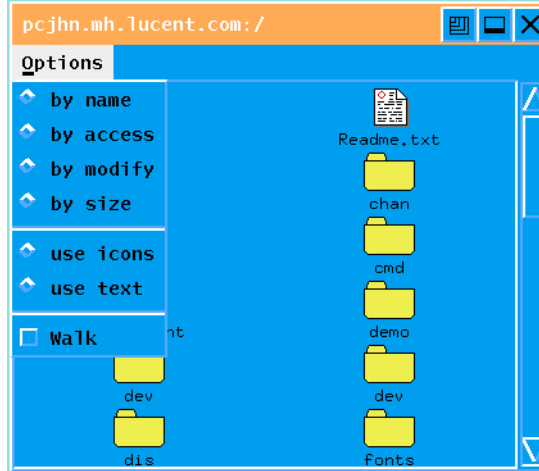 pcjhn.mh.lucent.com:/
Options
by name
by access
by modify
by size
use icons
use text
Walk
Readme.txt
chan
cmd
nt demo
dev dev
dis fonts